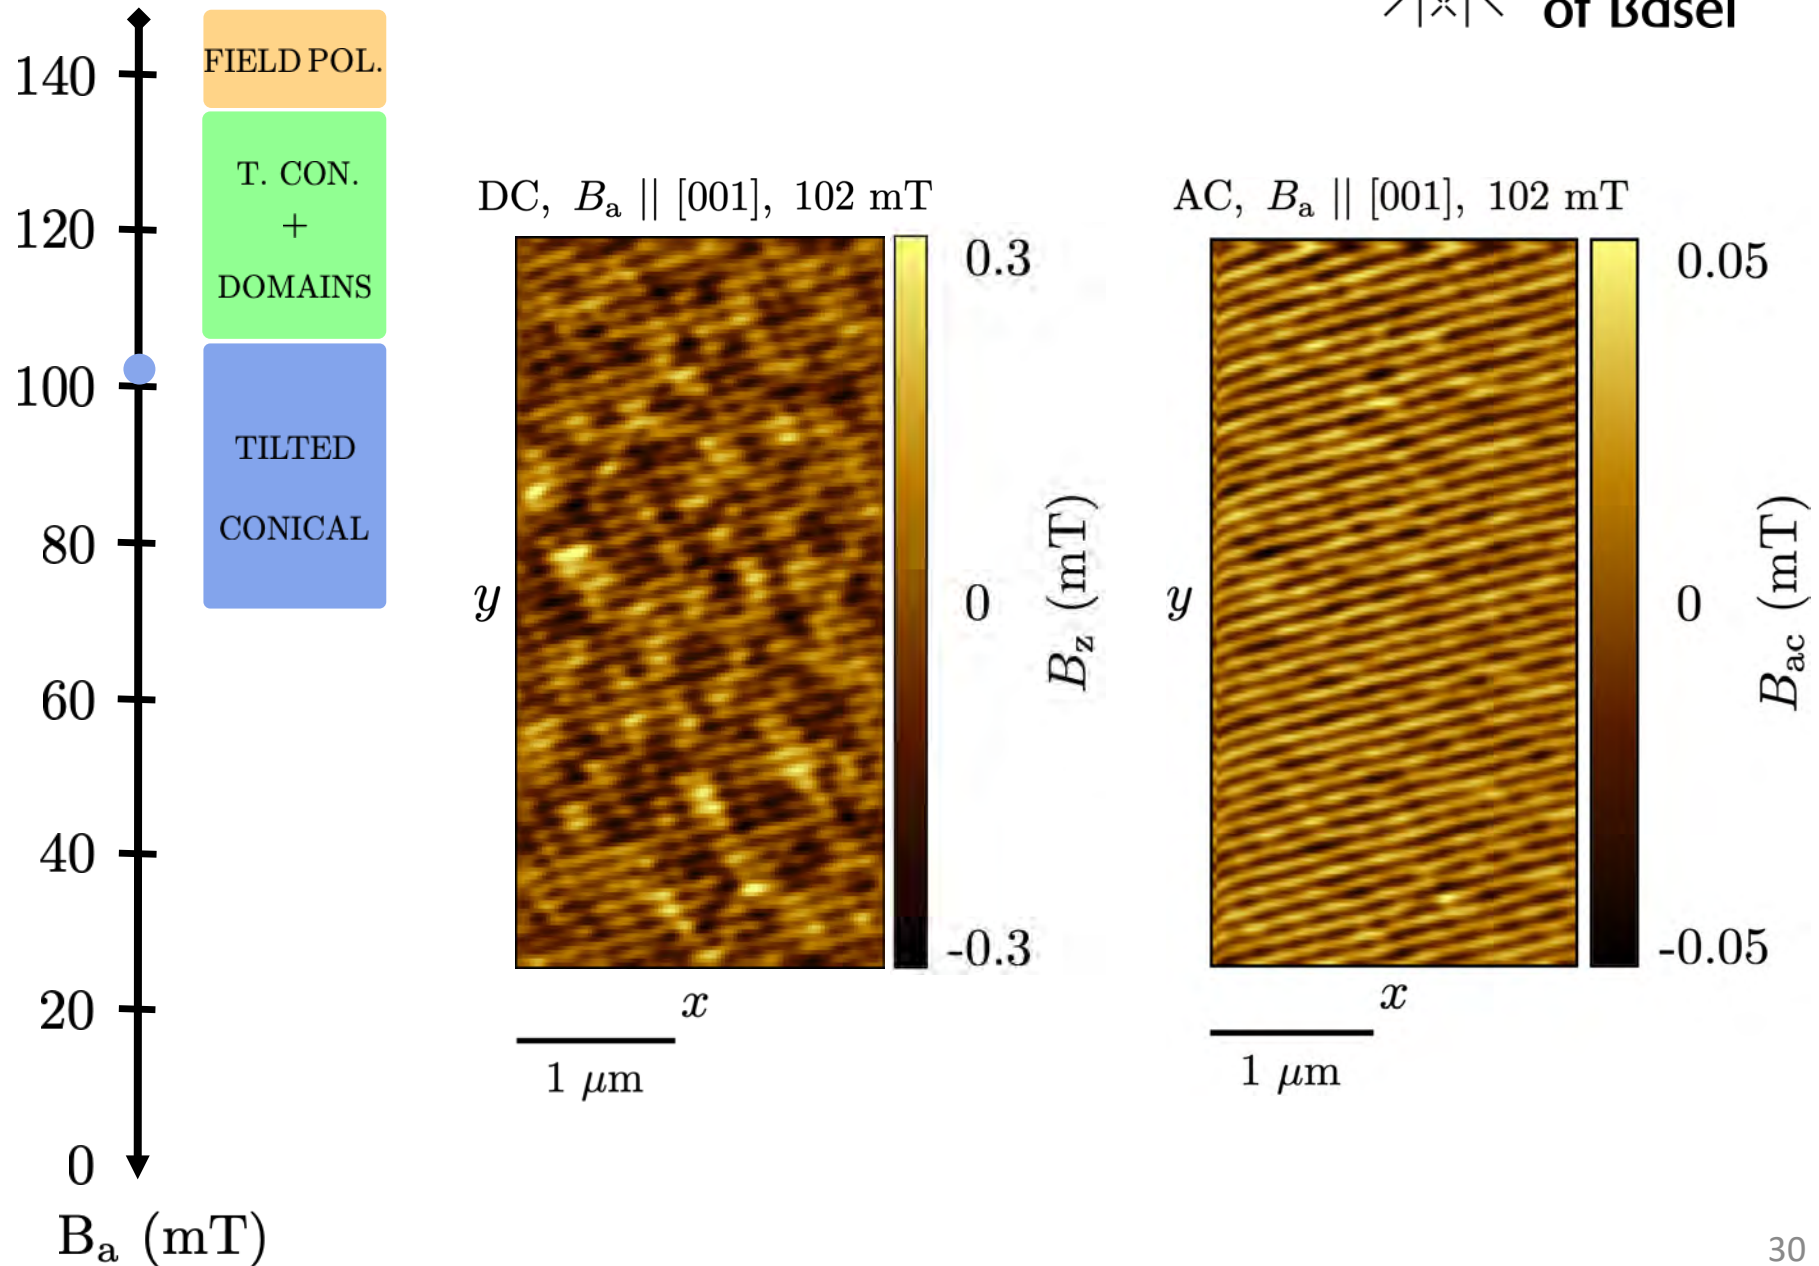 of Basel
140
120
100
80
60
40
20
0
Bₐ (mT)
FIELD POL.
T. CON.
+
DOMAINS
TILTED
CONICAL
DC, Bₐ || [001], 102 mT
0.3
0
-0.3
B_z (mT)
y
x
1 μm
AC, Bₐ || [001], 102 mT
0.05
0
-0.05
B_ac (mT)
y
x
1 μm
30